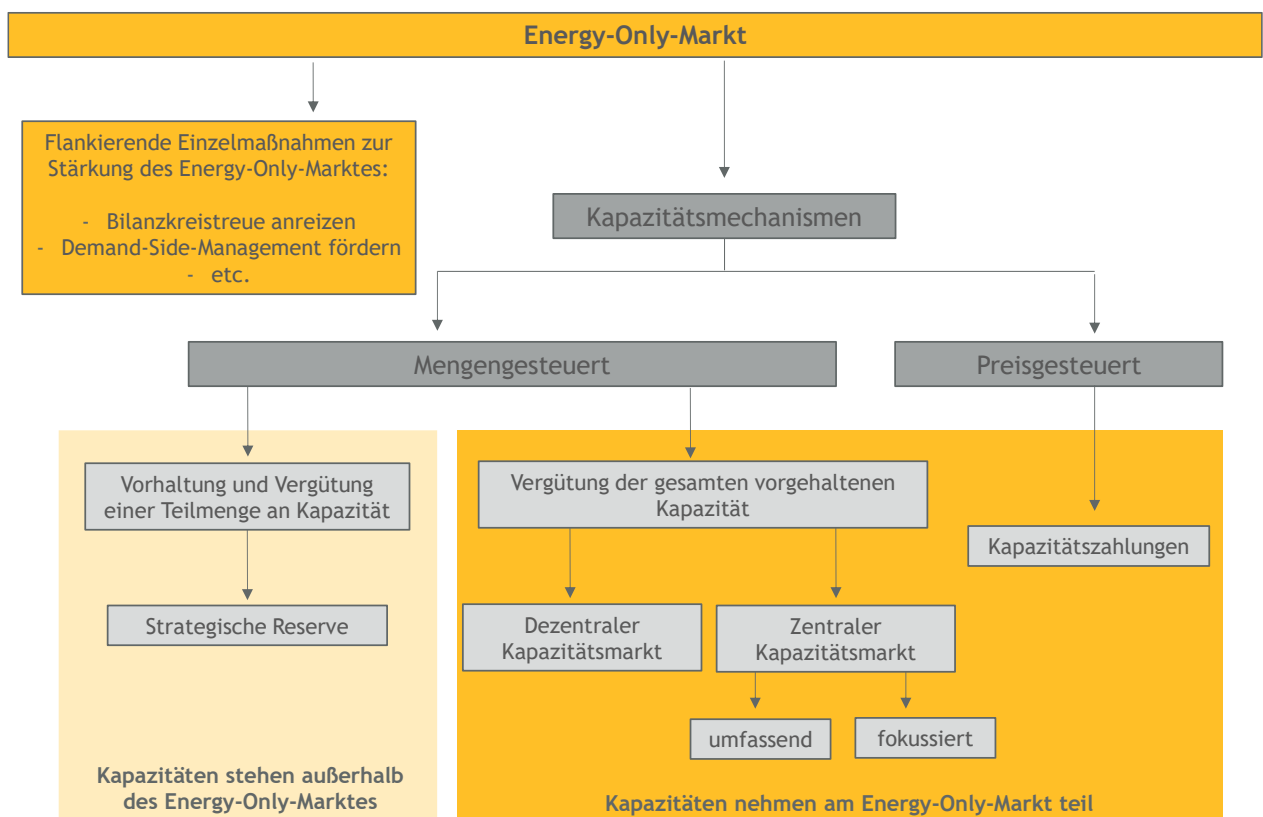 Energy-Only-Markt
Flankierende Einzelmaßnahmen zur
Stärkung des Energy-Only-Marktes:
- Bilanzkreistreue anreizen
- Demand-Side-Management fördern
- etc.
Kapazitätsmechanismen
Mengengesteuert
Preisgesteuert
Vorhaltung und Vergütung
einer Teilmenge an Kapazität
Vergütung der gesamten vorgehaltenen
Kapazität
Kapazitätszahlungen
Strategische Reserve
Dezentraler
Kapazitätsmarkt
Zentraler
Kapazitätsmarkt
umfassend
fokussiert
Kapazitäten stehen außerhalb
des Energy-Only-Marktes
Kapazitäten nehmen am Energy-Only-Markt teil